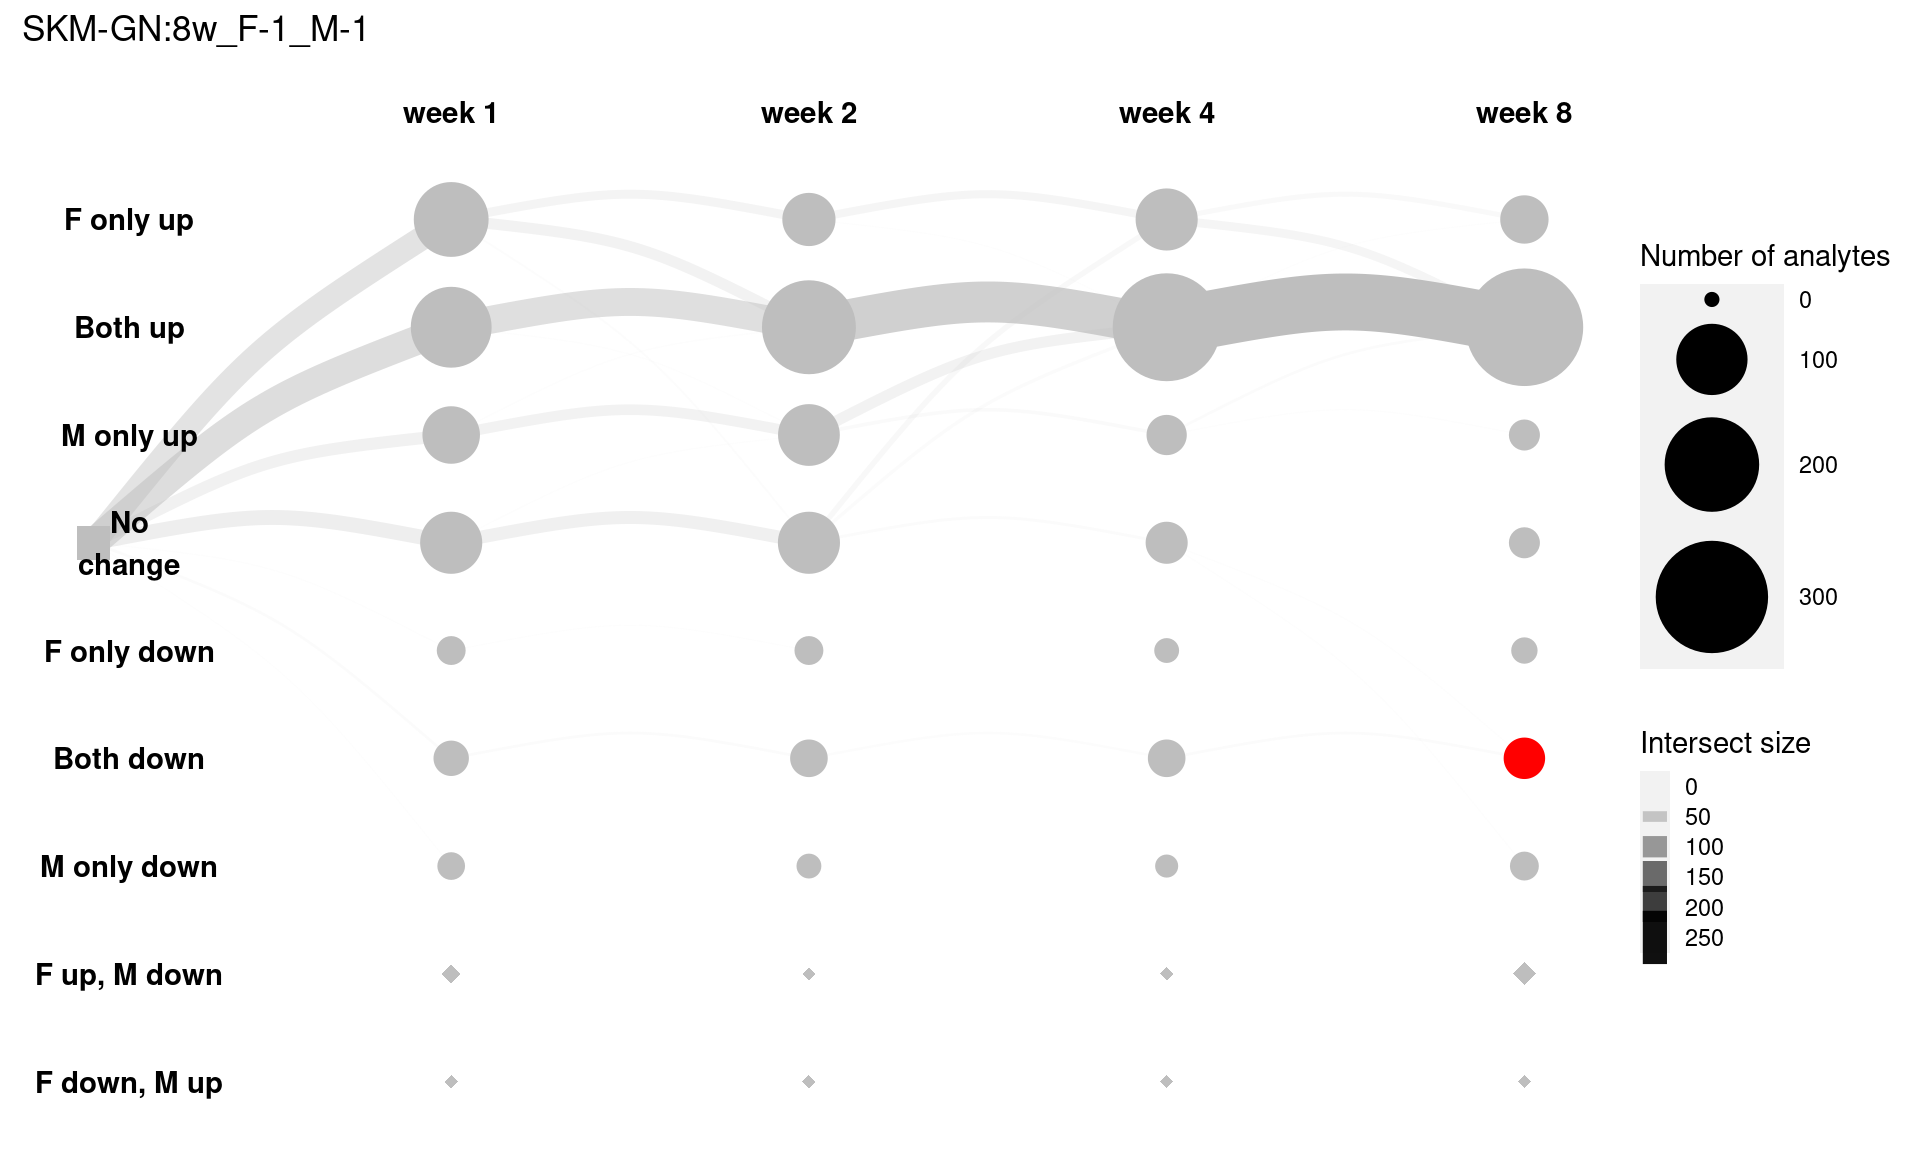 SKM-GN:8w_F-1_M-1
week 1
week 2
week 4
week 8
F only up
Both up
M only up
No
change
F only down
Both down
M only down
F up, M down
F down, M up
Number of analytes
0
100
200
300
Intersect size
0
50
100
150
200
250